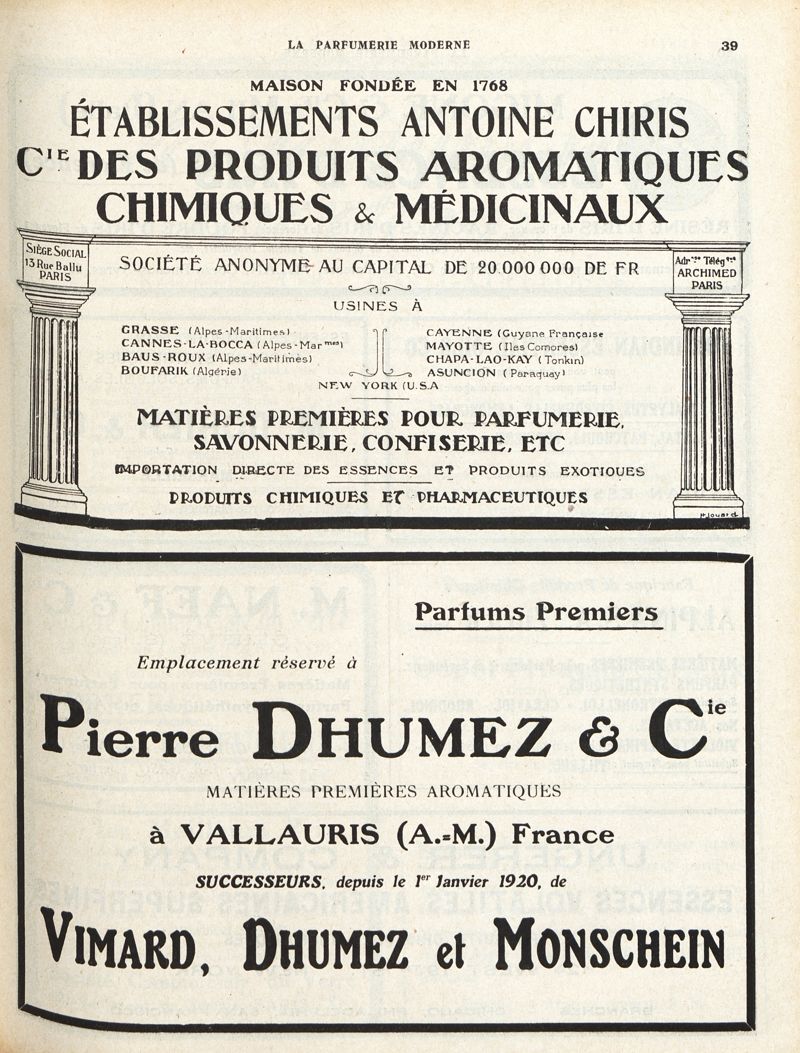 LA PARFUMERIE MODERNE
39
MAISON FONDÉE EN 1768
ÉTABLISSEMENTS ANTOINE CHIRIS
CIE DES PRODUITS AROMATIQUES
CHIMIQUES & MÉDICINAUX
SIÈGE SOCIAL
13 Rue Ballu
PARIS
Adrsse Télégque
ARCHIMED
PARIS
SOCIÉTÉ ANONYME AU CAPITAL DE 20.000 000 DE FR
USINES À
GRASSE (Alpes-Maritimes)
CANNES-LA-BOCCA (Alpes-Marmes)
BAUS-ROUX (Alpes-Maritimes)
BOUFARIK (Algérie)
CAYENNE (Guyane Française
MAYOTTE (Iles Comores)
CHAPA-LAO-KAY (Tonkin)
ASUNCION (Paraguay)
NEW YORK (U.S.A
MATIÈRES PREMIÈRES POUR PARFUMERIE,
SAVONNERIE, CONFISERIE, ETC
IMPORTATION DIRECTE DES ESSENCES ET PRODUITS EXOTIQUES
PRODUITS CHIMIQUES ET PHARMACEUTIQUES
Parfums Premiers
Emplacement réservé à
Pierre DHUMEZ & Cie
MATIÈRES PREMIÈRES AROMATIQUES
à VALLAURIS (A.-M.) France
SUCCESSEURS, depuis le 1er Janvier 1920, de
VIMARD, DHUMEZ et MONSCHEIN